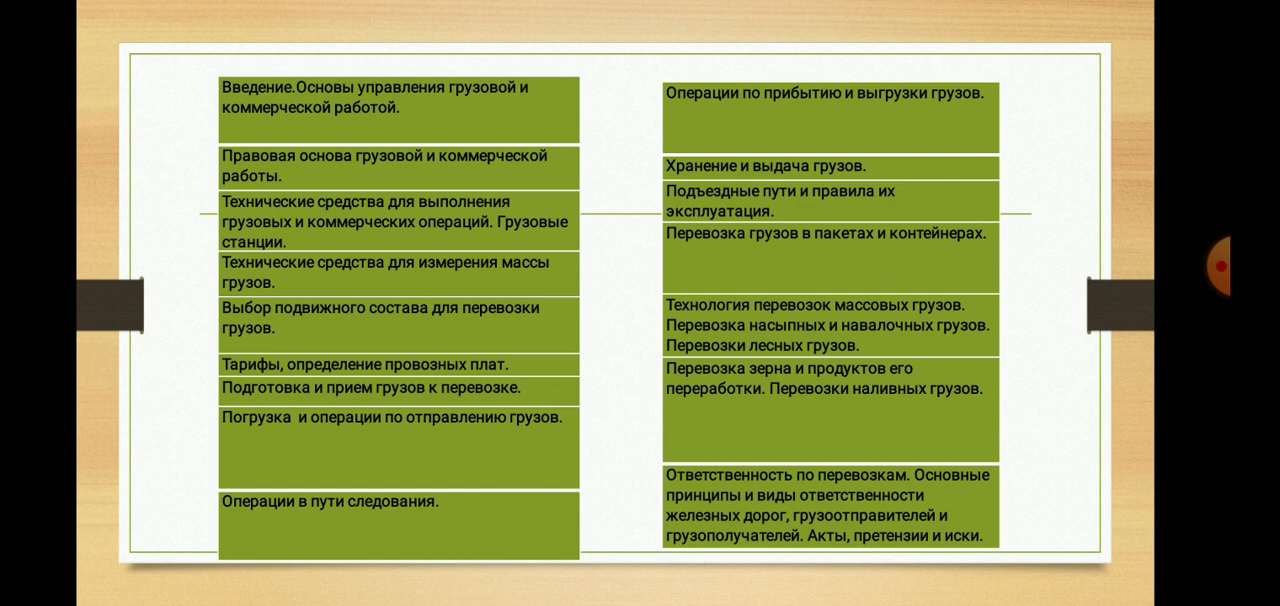 Введение.Основы управления грузовой и
коммерческой работой.
Правовая основа грузовой и коммерческой
работы.
Технические средства для выполнения
грузовых и коммерческих операций. Грузовые
станции.
Технические средства для измерения массы
грузов.
Выбор подвижного состава для перевозки
грузов.
Тарифы, определение провозных плат.
Подготовка и прием грузов к перевозке.
Погрузка  и операции по отправлению грузов.
Операции в пути следования.
Операции по прибытию и выгрузки грузов.
Хранение и выдача грузов.
Подъездные пути и правила их
эксплуатация.
Перевозка грузов в пакетах и контейнерах.
Технология перевозок массовых грузов.
Перевозка насыпных и навалочных грузов.
Перевозки лесных грузов.
Перевозка зерна и продуктов его
переработки. Перевозки наливных грузов.
Ответственность по перевозкам. Основные
принципы и виды ответственности
железных дорог, грузоотправителей и
грузополучателей. Акты, претензии и иски.